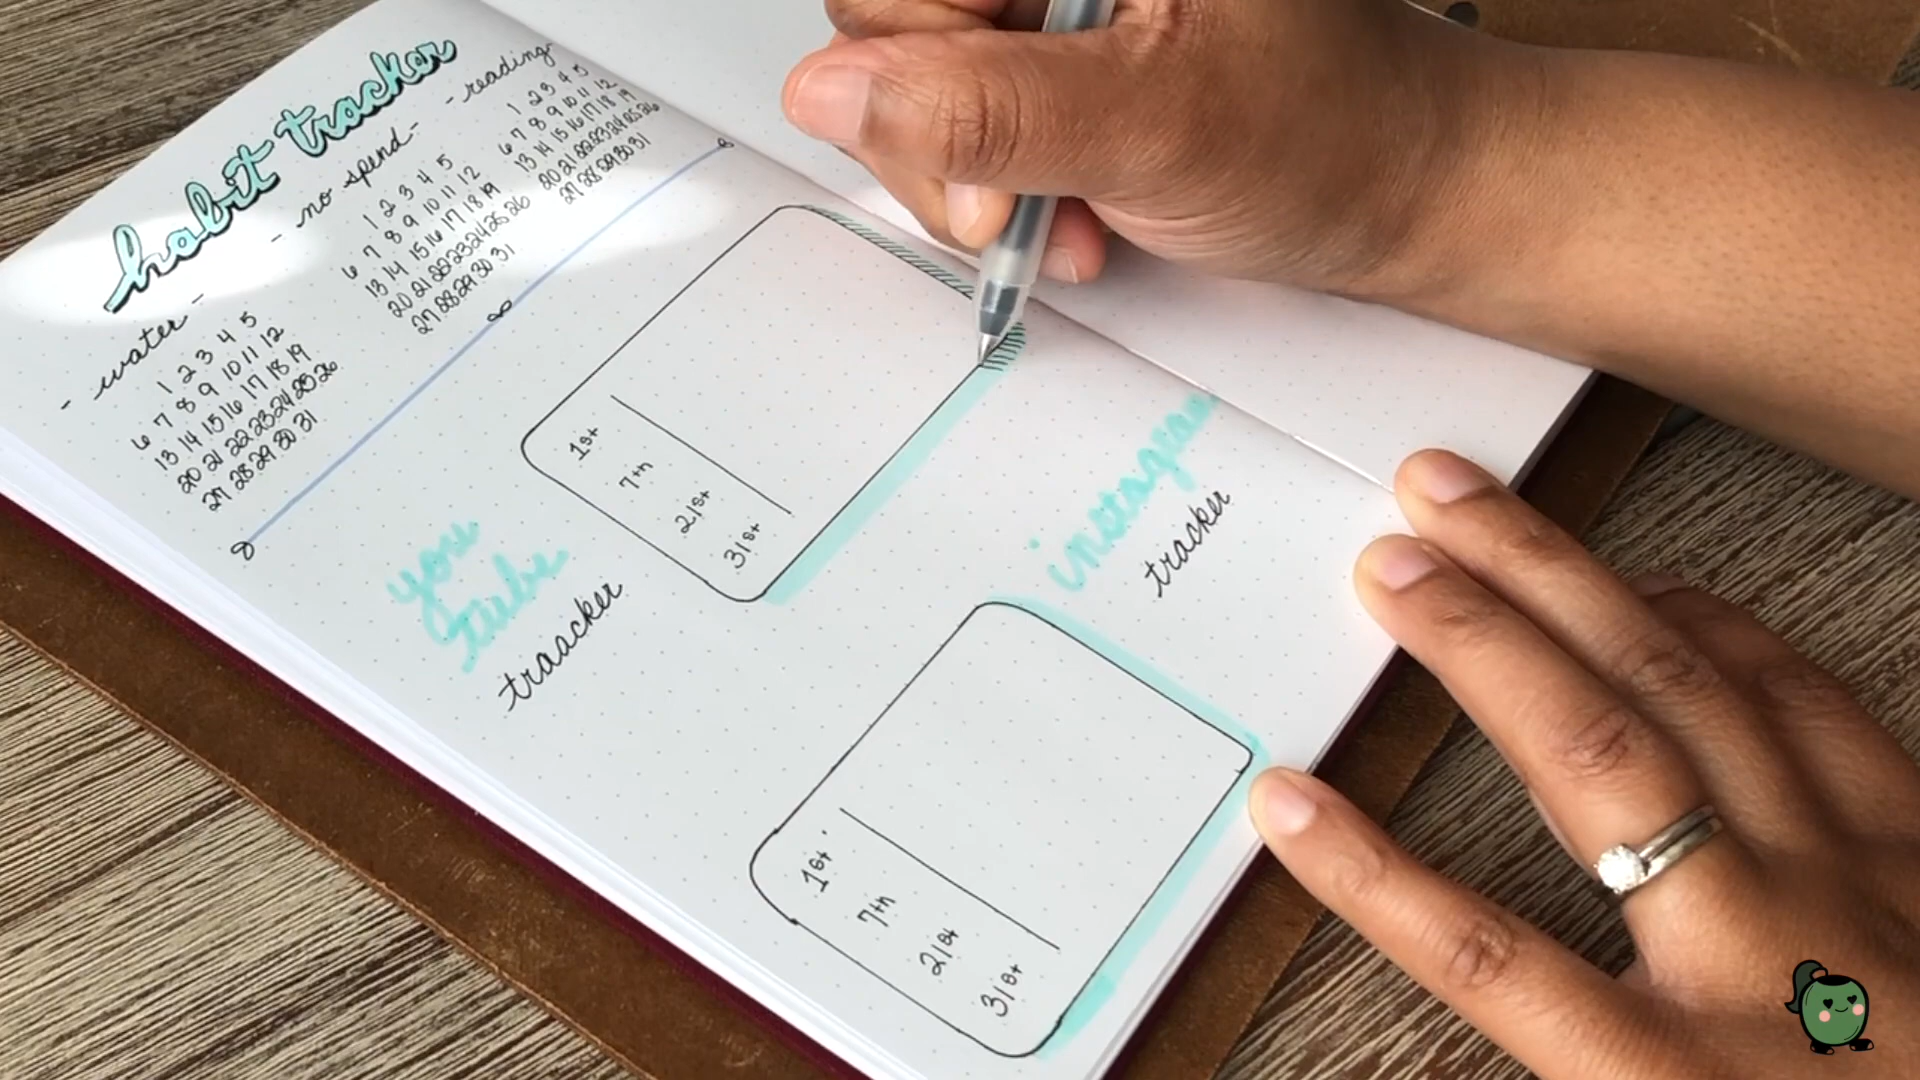 habit tracker
- water -
1 2 3 4 5
6 7 8 9 10 11 12
13 14 15 16 17 18 19
20 21 22 23 24 25 26
27 28 29 30 31
- no spend -
1 2 3 4 5
6 7 8 9 10 11 12
13 14 15 16 17 18 19
20 21 22 23 24 25 26
27 28 29 30 31
- reading
1 2 3 4 5
6 7 8 9 10 11 12
13 14 15 16 17 18 19
20 21 22 23 24 25 26
27 28 29 30 31
you
tube
traacker
1st
7th
21st
31st
instagram
tracker
1st
7th
21st
31st